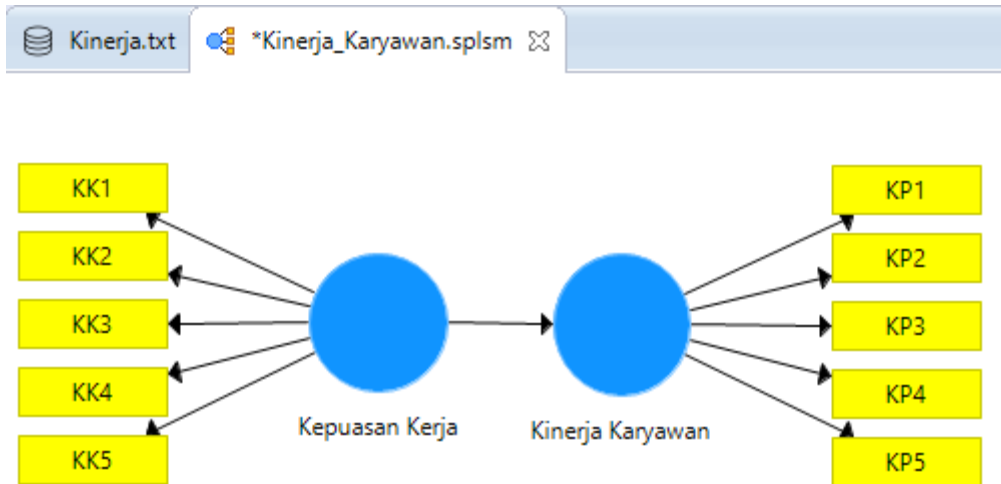 Kinerja.txt
*Kinerja_Karyawan.splsm
KK1
KK2
KK3
KK4
KK5
Kepuasan Kerja
Kinerja Karyawan
KP1
KP2
KP3
KP4
KP5